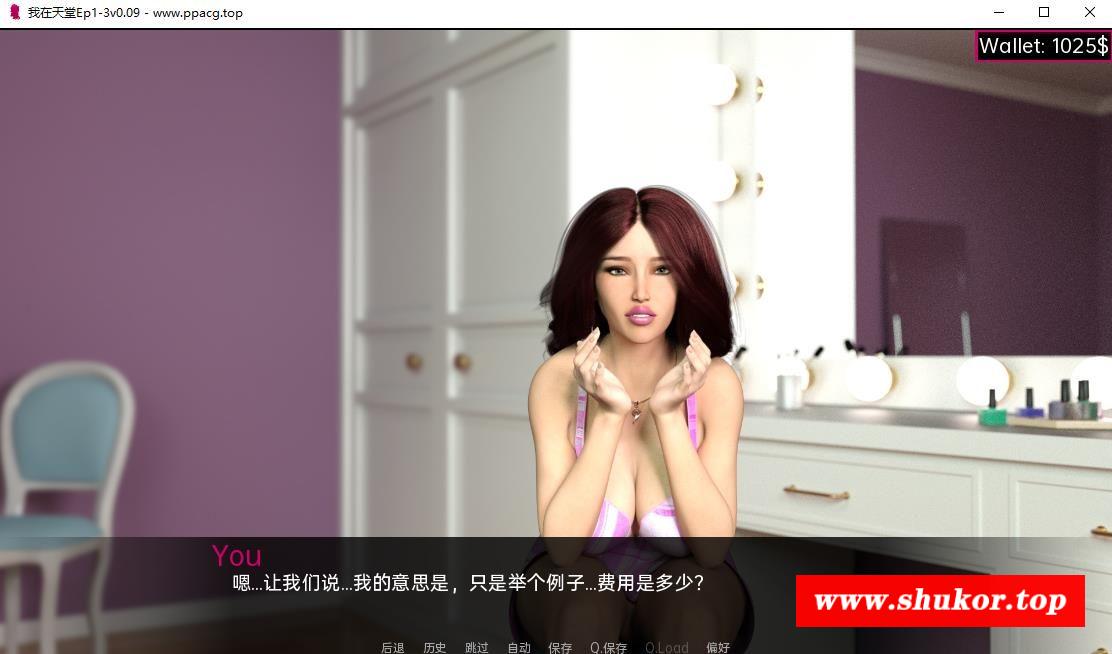 我在天堂Ep1-3v0.09 - www.ppacg.top
Wallet: 1025$
You
嗯...让我们说...我的意思是，只是举个例子...费用是多少?
www.shukor.top
后退 历史 跳过 自动 保存 Q.保存 Q.Load 偏好